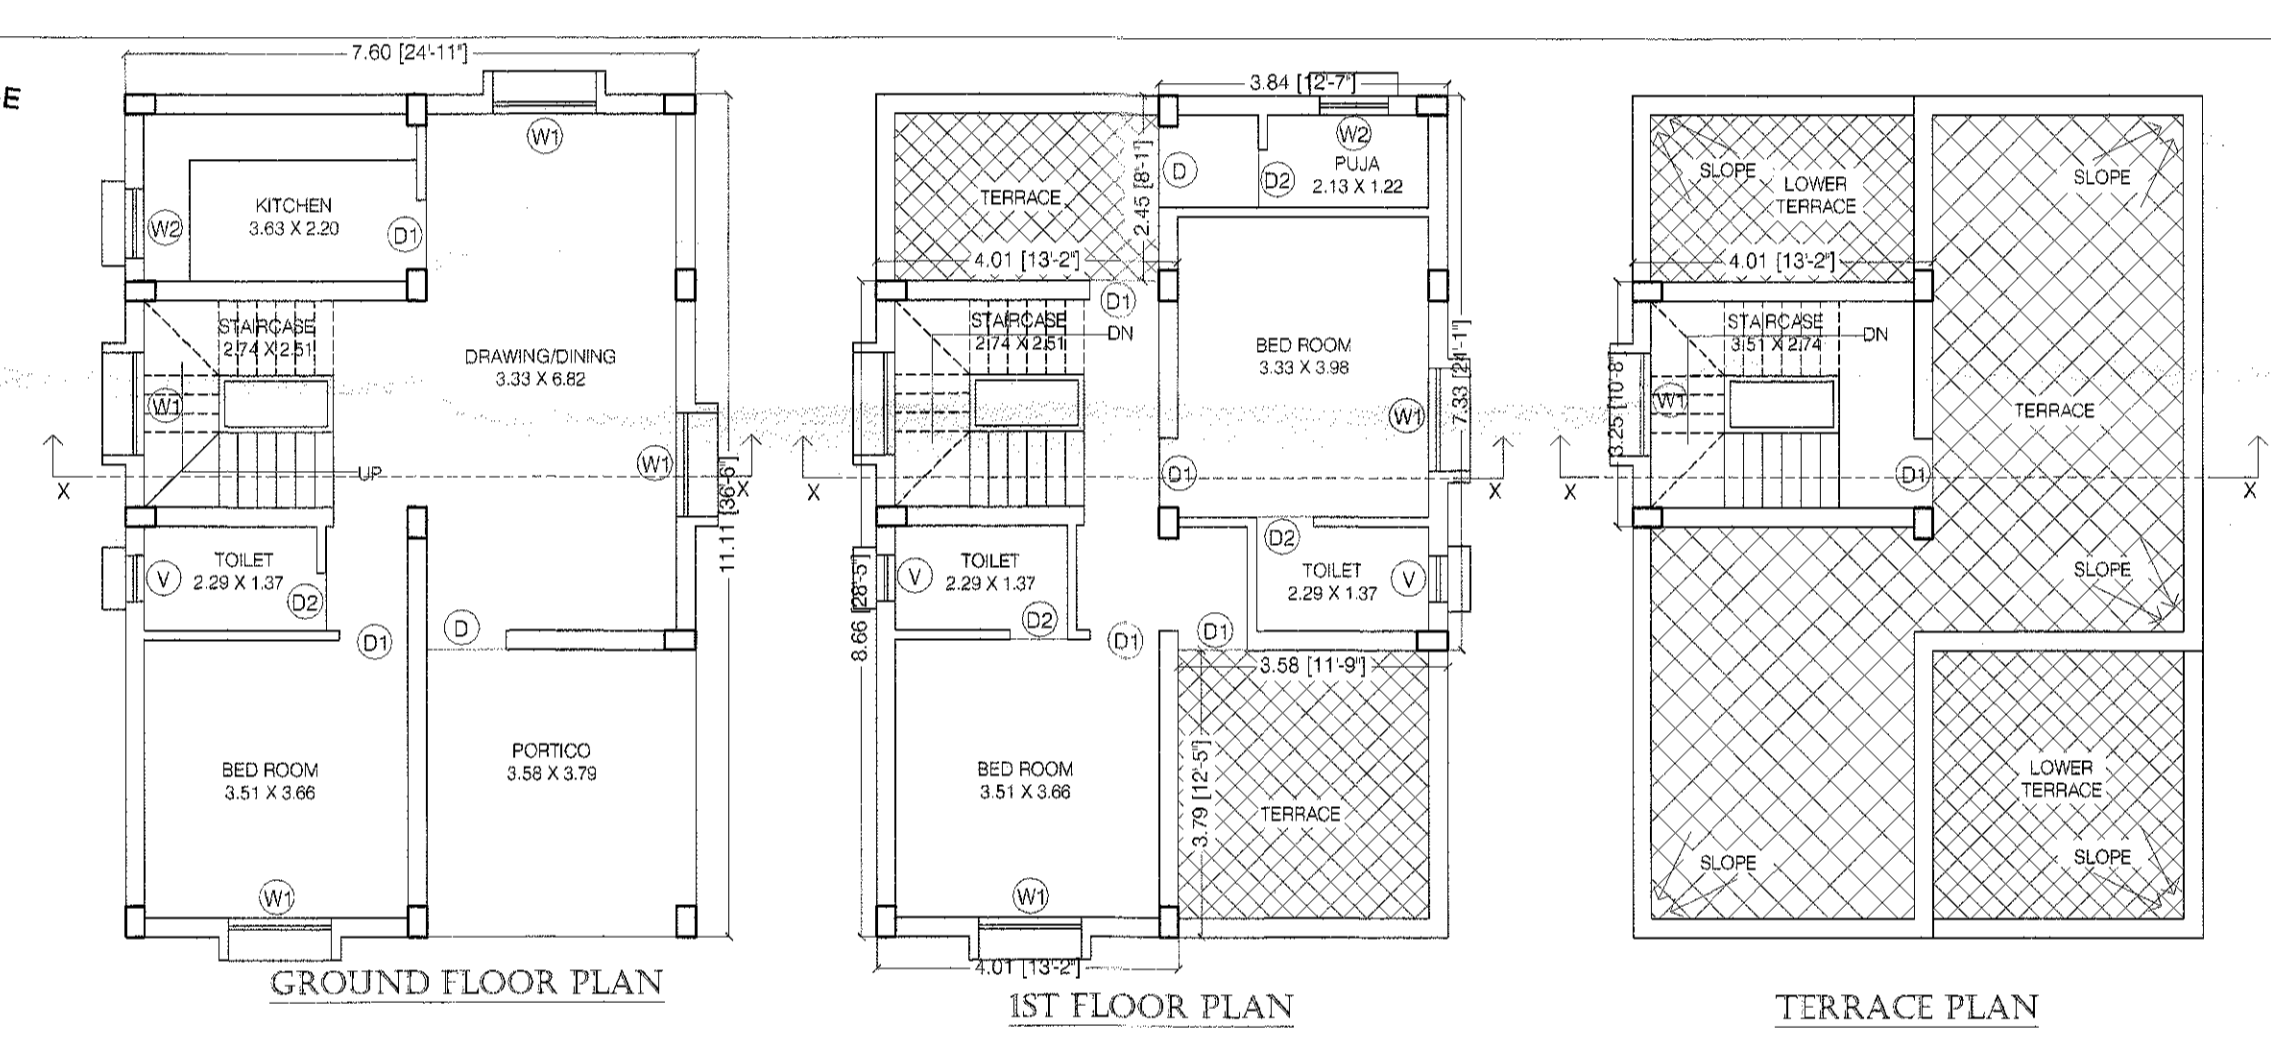 E
7.60 [24'-11"]
W1
KITCHEN
3.63 X 2.20
W2
D1
STAIRCASE
2.74 X 2.51
DRAWING/DINING
3.33 X 6.82
W1
W1
UP
X
X
11.11 [36'-6"]
TOILET
2.29 X 1.37
V
D2
D1
D
BED ROOM
3.51 X 3.66
PORTICO
3.58 X 3.79
W1
GROUND FLOOR PLAN
3.84 [12'-7"]
W2
PUJA
2.13 X 1.22
D
D2
TERRACE
2.45 [8'-1"]
4.01 [13'-2"]
D1
STAIRCASE
2.74 X 2.51
DN
BED ROOM
3.33 X 3.98
W1
7.33 [24'-1"]
D1
X
X
D2
TOILET
2.29 X 1.37
V
TOILET
2.29 X 1.37
V
D2
D1
D1
8.66 [28'-5"]
3.58 [11'-9"]
BED ROOM
3.51 X 3.66
3.79 [12'-5"]
TERRACE
W1
4.01 [13'-2"]
1ST FLOOR PLAN
SLOPE
LOWER
TERRACE
SLOPE
4.01 [13'-2"]
STAIRCASE
3.51 X 2.74
DN
W1
3.25 [10'-8"]
TERRACE
D1
X
X
SLOPE
LOWER
TERRACE
SLOPE
SLOPE
TERRACE PLAN